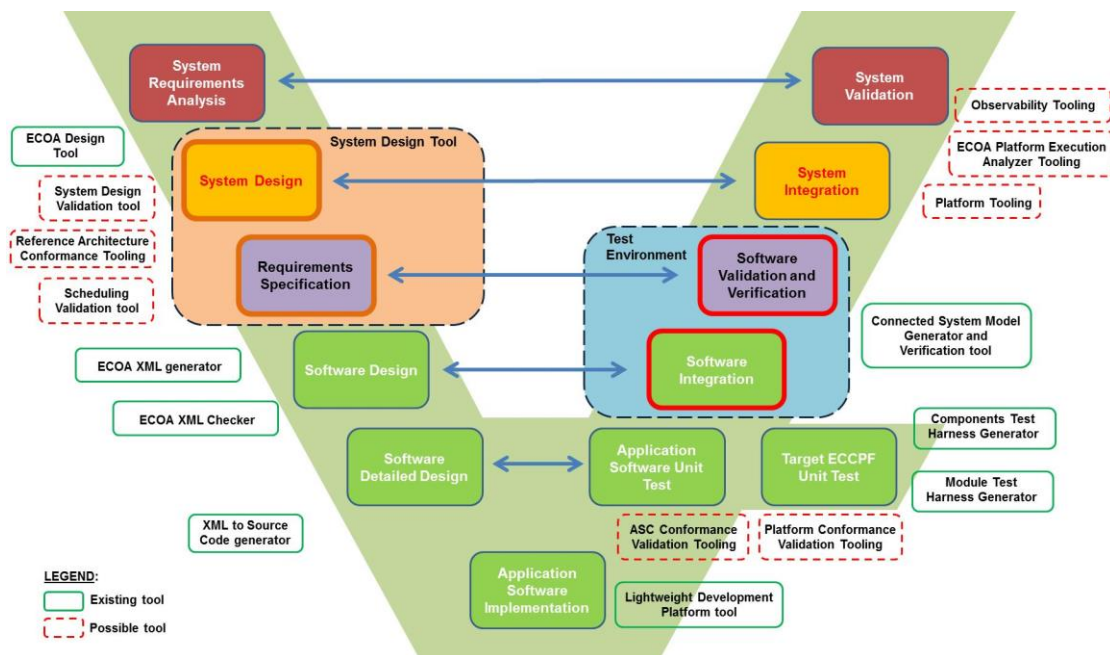 System
Requirements
Analysis
System
Validation
Observability Tooling
ECOA Design
Tool
System Design Tool
ECOA Platform Execution
Analyzer Tooling
System Design
System
Integration
System Design
Validation tool
Platform Tooling
Reference Architecture
Conformance Tooling
Test
Environment
Requirements
Specification
Software
Validation and
Verification
Scheduling
Validation tool
Connected System Model
Generator and
Verification tool
ECOA XML generator
Software Design
Software
Integration
ECOA XML Checker
Components Test
Harness Generator
Software
Detailed Design
Application
Software Unit
Test
Target ECCPF
Unit Test
Module Test
Harness Generator
XML to Source
Code generator
ASC Conformance
Validation Tooling
Platform Conformance
Validation Tooling
LEGEND:
Existing tool
Possible tool
Application
Software
Implementation
Lightweight Development
Platform tool